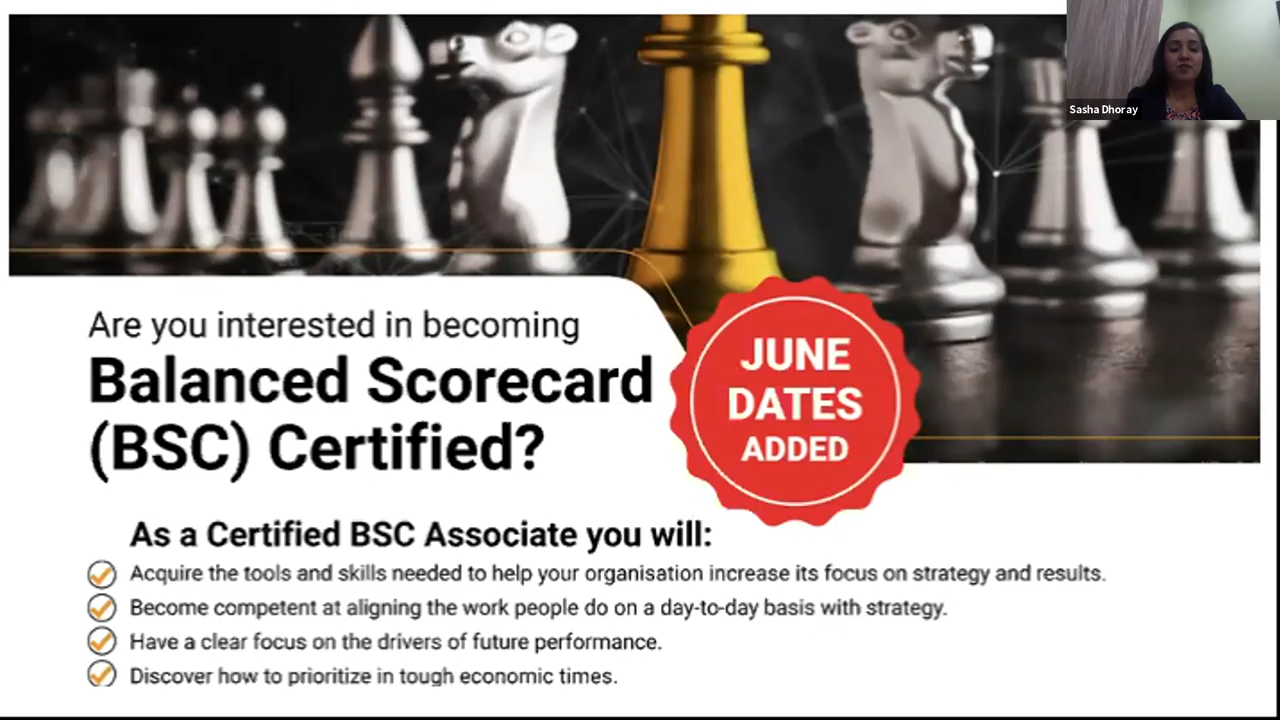 Sasha Dhoray
Are you interested in becoming
Balanced Scorecard
(BSC) Certified?
JUNE
DATES
ADDED
As a Certified BSC Associate you will:
Acquire the tools and skills needed to help your organisation increase its focus on strategy and results.
Become competent at aligning the work people do on a day-to-day basis with strategy.
Have a clear focus on the drivers of future performance.
Discover how to prioritize in tough economic times.